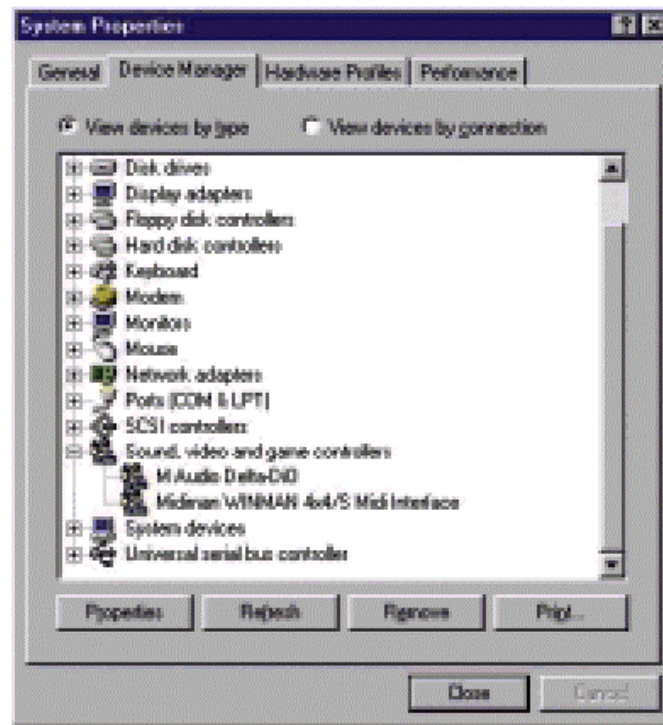 System Properties
General Device Manager Hardware Profiles Performance
View devices by type View devices by connection
Disk drives
Display adapters
Floppy disk controllers
Hard disk controllers
Keyboard
Modem
Monitors
Mouse
Network adapters
Ports (COM & LPT)
SCSI controllers
Sound, video and game controllers
M Audio Delta-DiO
Midiman WINMAN 4x4/S Midi Interface
System devices
Universal serial bus controller
Properties Refresh Remove Print...
Close Cancel